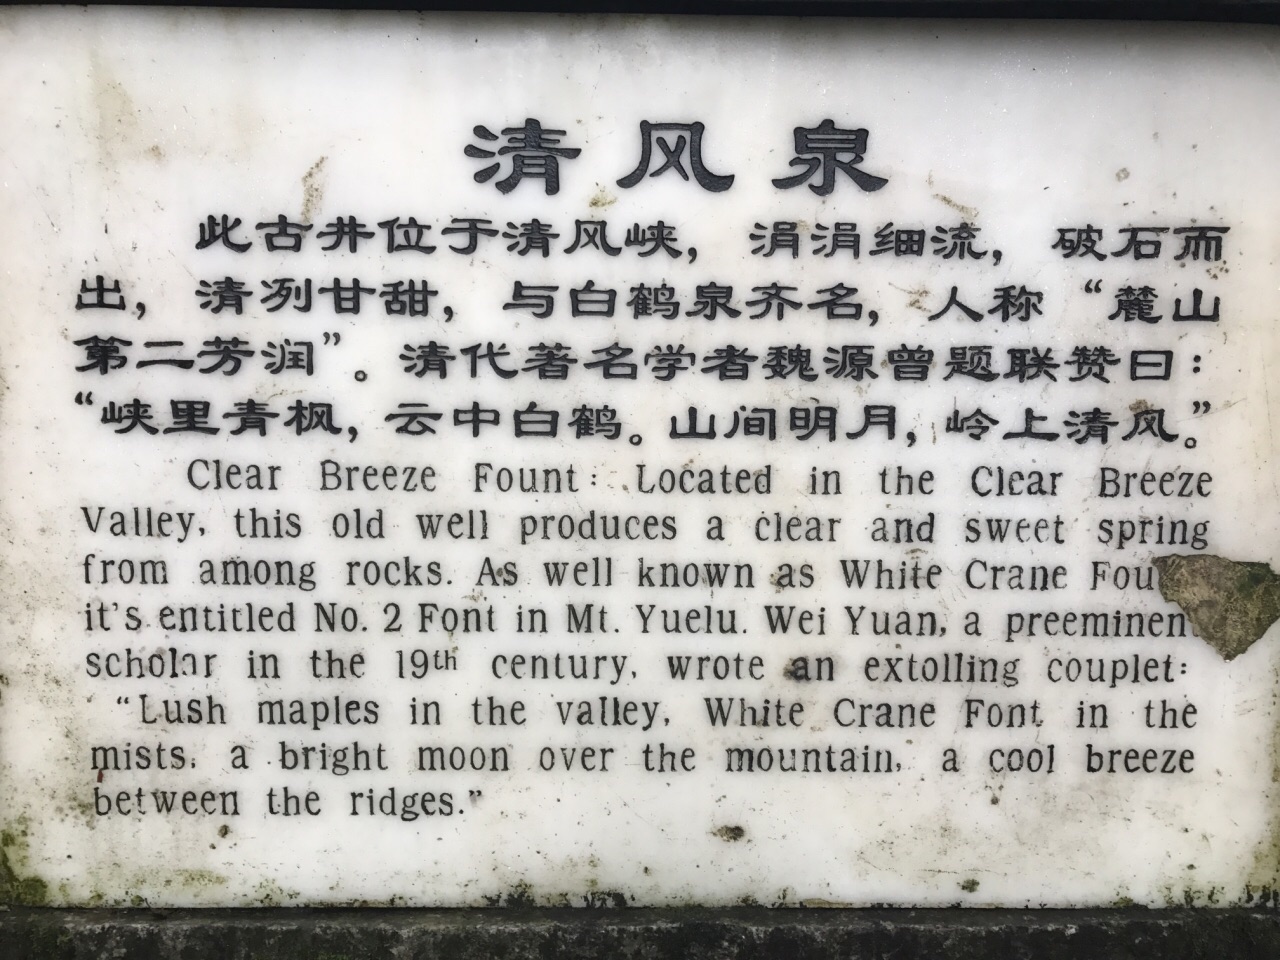 清风泉
此古井位于清风峡，涓涓细流，破石而
出，清冽甘甜，与白鹤泉齐名，人称“麓山
第二芳润”。清代著名学者魏源曾题联赞曰：
“峡里青枫，云中白鹤。山间明月，岭上清风。”
Clear Breeze Fount: Located in the Clear Breeze
Valley, this old well produces a clear and sweet spring
from among rocks. As well known as White Crane
it's entitled No. 2 Font in Mt. Yuelu. Wei Yuan, a preeminent
scholar in the 19th century, wrote an extolling couplet:
“Lush maples in the valley, White Crane Font in the
mists, a bright moon over the mountain, a cool breeze
between the ridges.”